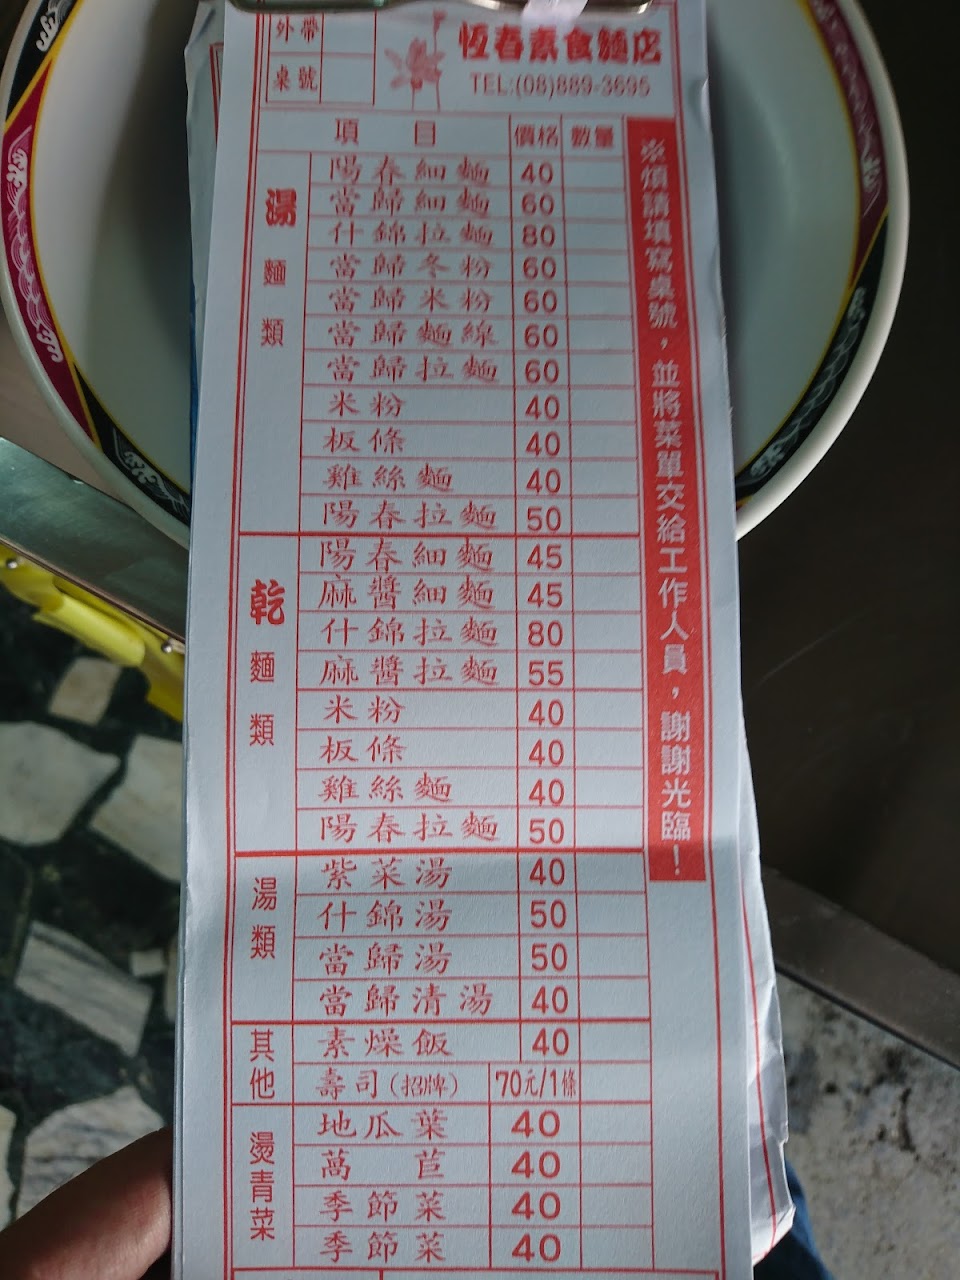 外帶
桌號
恆春素食麵店
TEL:(08)889-3695
項 目 價格 數量
湯麵類
陽春細麵 40
當歸細麵 60
什錦拉麵 80
當歸冬粉 60
當歸米粉 60
當歸麵線 60
當歸拉麵 60
米粉 40
板條 40
雞絲麵 40
陽春拉麵 50
乾麵類
陽春細麵 45
麻醬細麵 45
什錦拉麵 80
麻醬拉麵 55
米粉 40
板條 40
雞絲麵 40
陽春拉麵 50
湯類
紫菜湯 40
什錦湯 50
當歸湯 50
當歸清湯 40
其他
素燥飯 40
壽司(招牌) 70元/1條
燙青菜
地瓜葉 40
萵苣 40
季節菜 40
季節菜 40
※煩請填寫桌號，並將菜單交給工作人員，謝謝光臨！